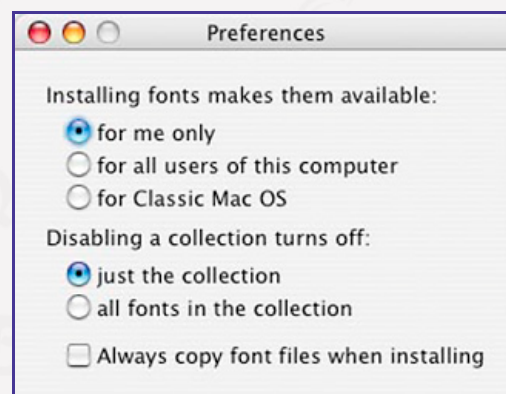 Preferences
Installing fonts makes them available:
for me only
for all users of this computer
for Classic Mac OS
Disabling a collection turns off:
just the collection
all fonts in the collection
Always copy font files when installing